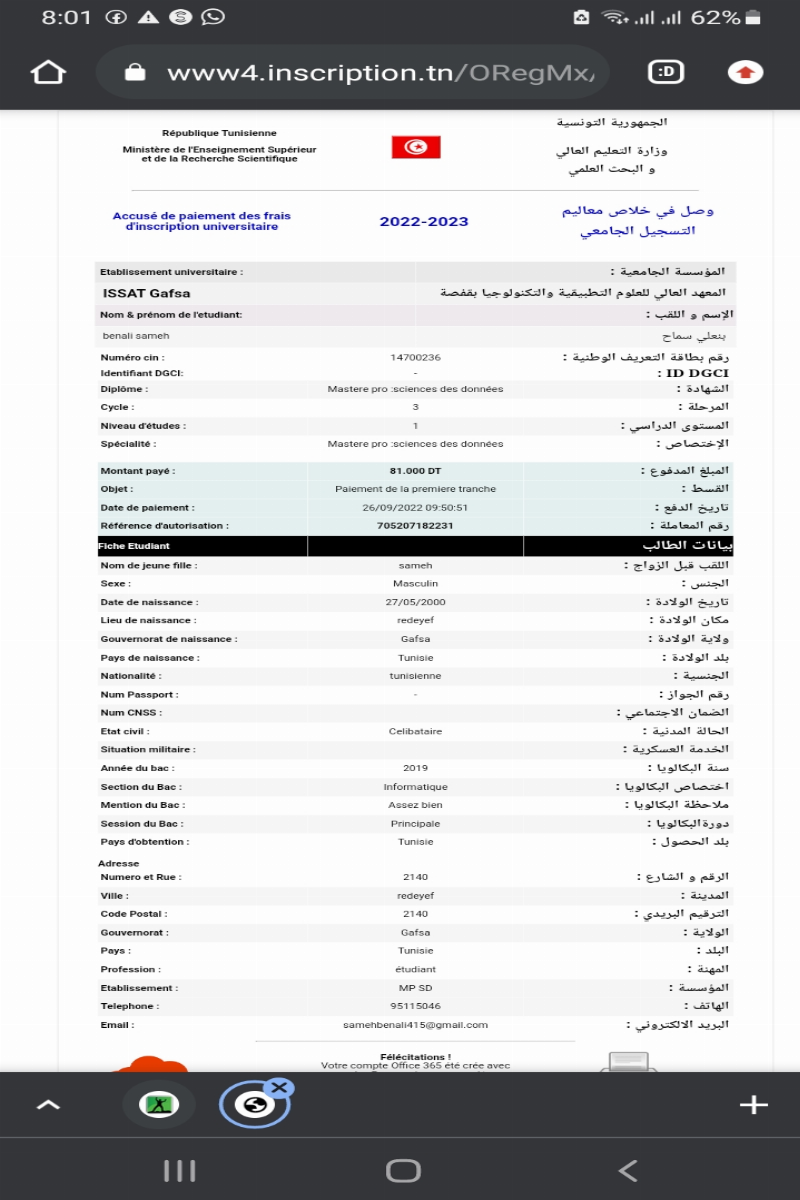 8:01
62%
www4.inscription.tn/ORegMx/
:D
République Tunisienne
الجمهورية التونسية
Ministère de l'Enseignement Supérieur
et de la Recherche Scientifique
وزارة التعليم العالي
و البحث العلمي
Accusé de paiement des frais
d'inscription universitaire
2022-2023
وصل في خلاص معاليم
التسجيل الجامعي
Etablissement universitaire : المؤسسة الجامعية :
ISSAT Gafsa المعهد العالي للعلوم التطبيقية والتكنولوجيا بقفصة
Nom & prénom de l'etudiant: الإسم و اللقب :
benali sameh بنعلي سماح
Numéro cin : 14700236 رقم بطاقة التعريف الوطنية :
Identifiant DGCI: - ID DGCI :
Diplôme : Mastere pro :sciences des données الشهادة :
Cycle : 3 المرحلة :
Niveau d'études : 1 المستوى الدراسي :
Spécialité : Mastere pro :sciences des données الإختصاص :
Montant payé : 81.000 DT المبلغ المدفوع :
Objet : Paiement de la premiere tranche القسط :
Date de paiement : 26/09/2022 09:50:51 تاريخ الدفع :
Référence d'autorisation : 705207182231 رقم المعاملة :
Fiche Etudiant بيانات الطالب
Nom de jeune fille : sameh اللقب قبل الزواج :
Sexe : Masculin الجنس :
Date de naissance : 27/05/2000 تاريخ الولادة :
Lieu de naissance : redeyef مكان الولادة :
Gouvernorat de naissance : Gafsa ولاية الولادة :
Pays de naissance : Tunisie بلد الولادة :
Nationalité : tunisienne الجنسية :
Num Passport : - رقم الجواز :
Num CNSS : الضمان الاجتماعي :
Etat civil : Celibataire الحالة المدنية :
Situation militaire : الخدمة العسكرية :
Année du bac : 2019 سنة البكالويا :
Section du Bac : Informatique اختصاص البكالويا :
Mention du Bac : Assez bien ملاحظة البكالويا :
Session du Bac : Principale دورةالبكالويا :
Pays d'obtention : Tunisie بلد الحصول :
Adresse
Numero et Rue : 2140 الرقم و الشارع :
Ville : redeyef المدينة :
Code Postal : 2140 الترقيم البريدي :
Gouvernorat : Gafsa الولاية :
Pays : Tunisie البلد :
Profession : étudiant المهنة :
Etablissement : MP SD المؤسسة :
Telephone : 95115046 الهاتف :
Email : samehbenali415@gmail.com البريد الالكتروني :
Félécitations !
Votre compte Office 365 été crée avec